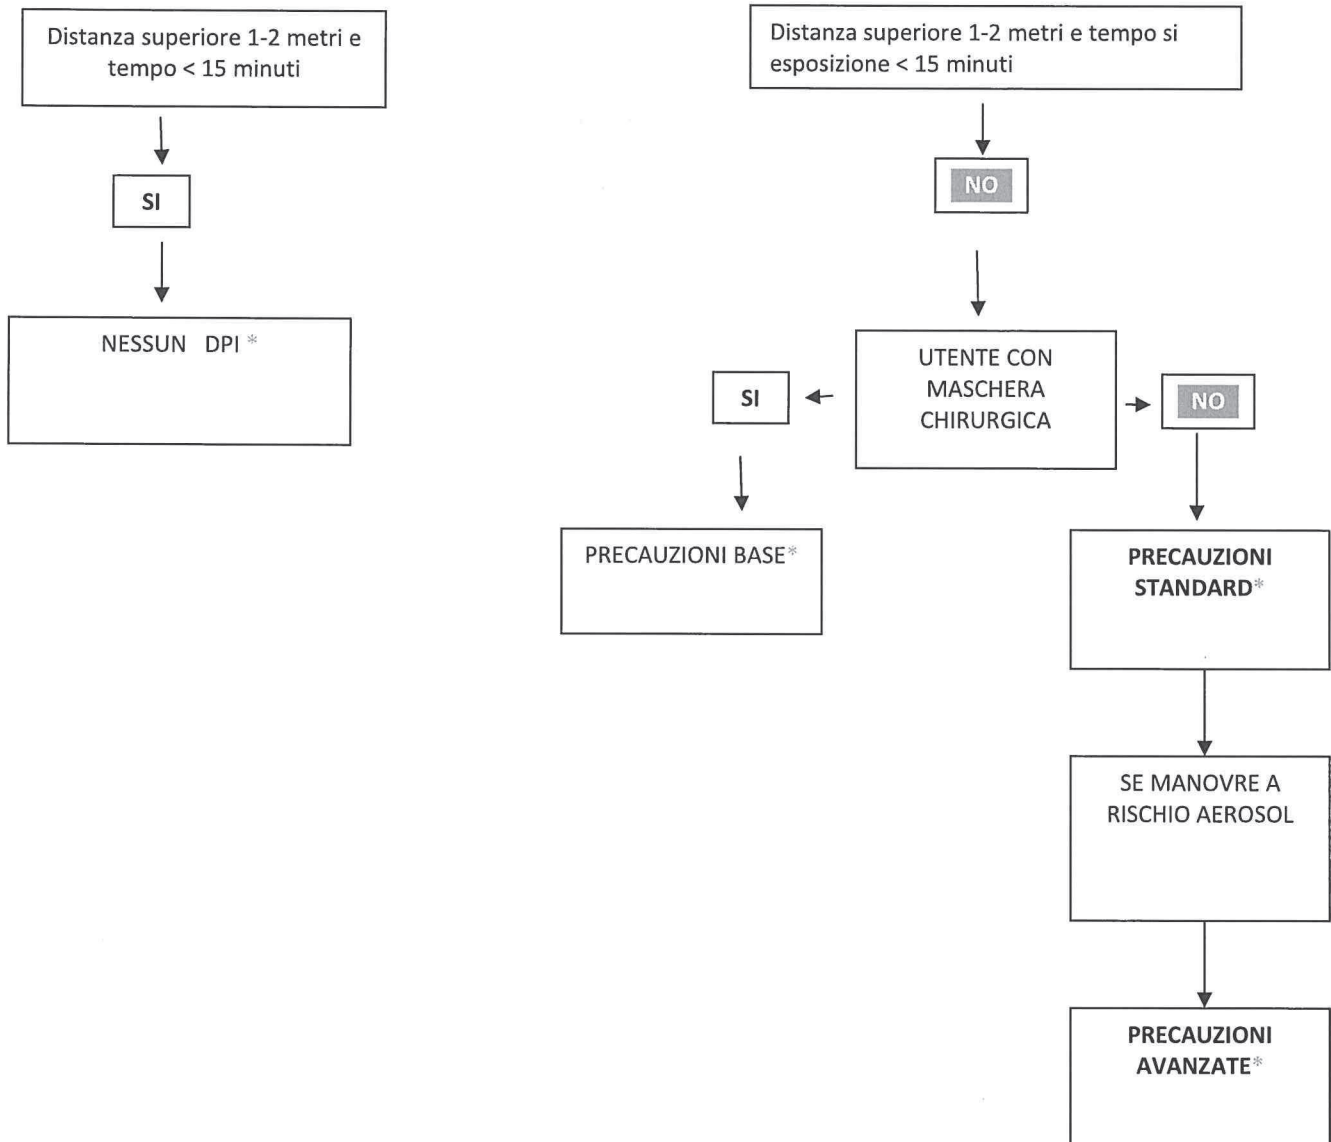 Distanza superiore 1-2 metri e
tempo < 15 minuti
SI
NESSUN DPI *
Distanza superiore 1-2 metri e tempo si
esposizione < 15 minuti
NO
UTENTE CON
MASCHERA
CHIRURGICA
SI
NO
PRECAUZIONI BASE*
PRECAUZIONI
STANDARD*
SE MANOVRE A
RISCHIO AEROSOL
PRECAUZIONI
AVANZATE*